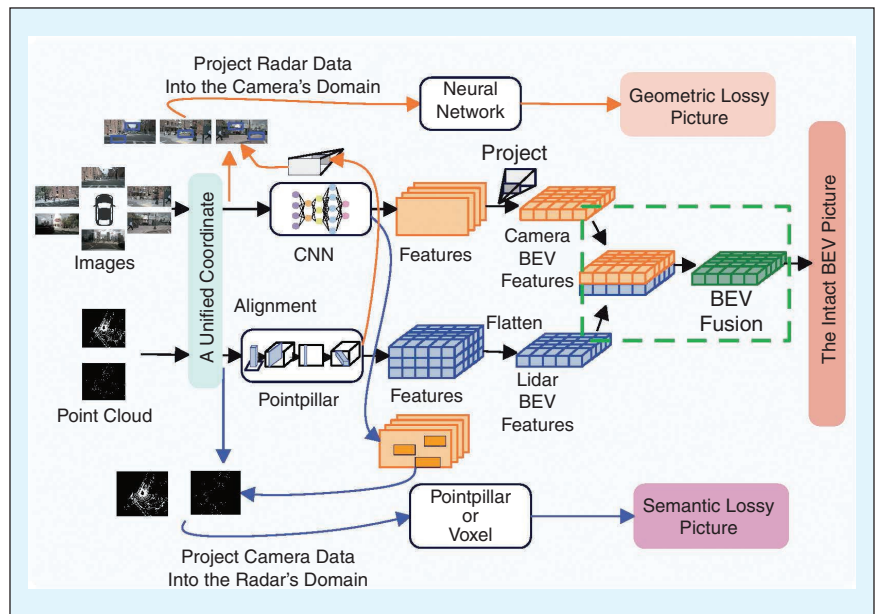 Project Radar Data
Into the Camera's Domain
Neural
Network
Geometric Lossy
Picture
Project
Images
A Unified Coordinate
CNN
Features
Camera
BEV
Features
BEV
Fusion
The Intact BEV Picture
Alignment
Flatten
Point Cloud
Pointpillar
Features
Lidar
BEV
Features
Pointpillar
or
Voxel
Semantic Lossy
Picture
Project Camera Data
Into the Radar's Domain